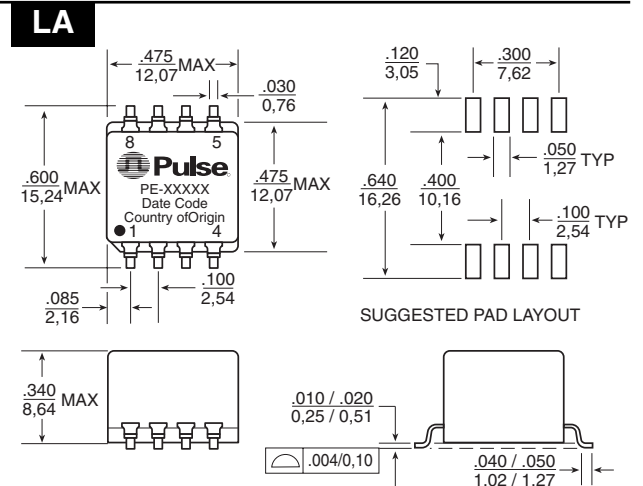 LA
.475
12,07 MAX
.030
0,76
8 5
Pulse
PE-XXXXX
Date Code
Country ofOrigin
1 4
.600
15,24 MAX
.475
12,07 MAX
.085
2,16
.100
2,54
.120
3,05
.300
7,62
.050
1,27 TYP
.640
16,26
.400
10,16
.100
2,54 TYP
SUGGESTED PAD LAYOUT
.340
8,64 MAX
.010 / .020
0,25 / 0,51
.004/0,10
.040 / .050
1.02 / 1.27